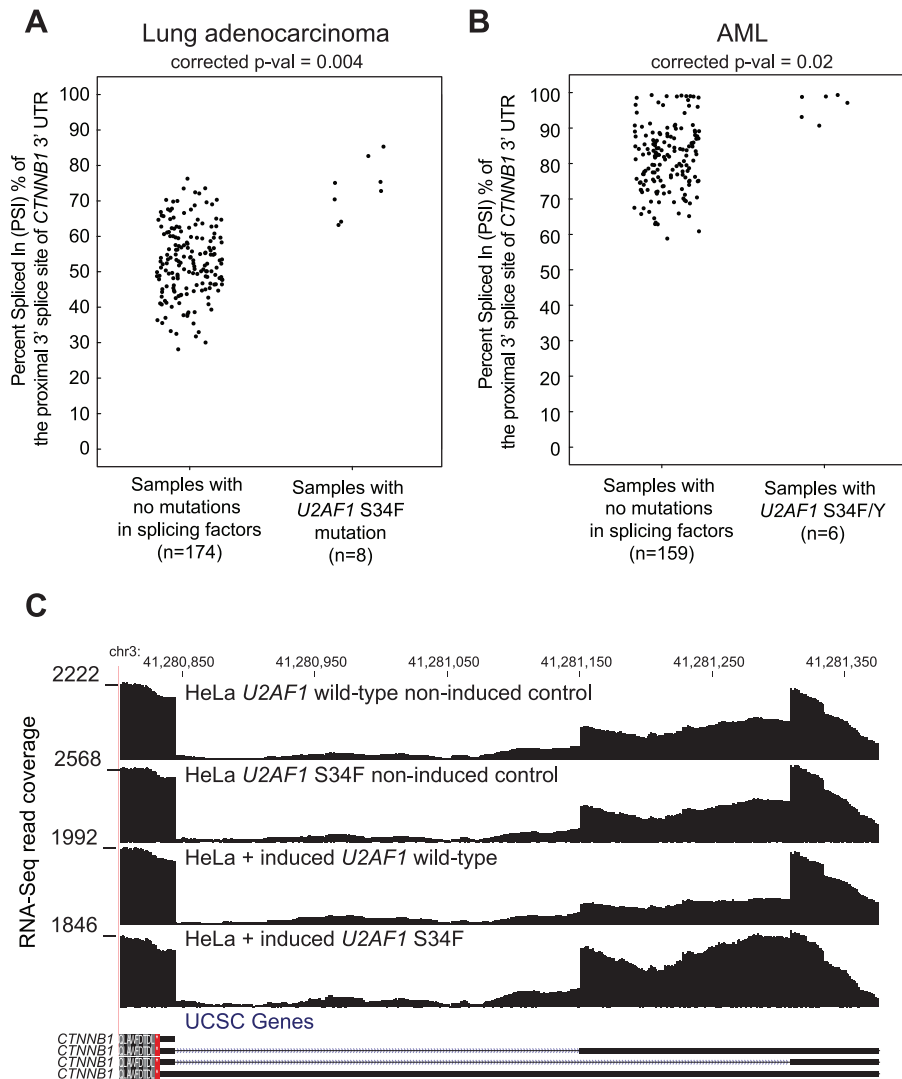 A
Lung adenocarcinoma
corrected p-val = 0.004
Percent Spliced In (PSI) % of
the proximal 3' splice site of CTNNB1 3' UTR
100
90
80
70
60
50
40
30
20
10
0
Samples with
no mutations
in splicing factors
(n=174)
Samples with
U2AF1 S34F
mutation
(n=8)
B
AML
corrected p-val = 0.02
Percent Spliced In (PSI) % of
the proximal 3' splice site of CTNNB1 3' UTR
100
90
80
70
60
50
40
30
20
10
0
Samples with
no mutations
in splicing factors
(n=159)
Samples with
U2AF1 S34F/Y
(n=6)
C
chr3:
41,280,850 41,280,950 41,281,050 41,281,150 41,281,250 41,281,350
RNA-Seq read coverage
2222
HeLa U2AF1 wild-type non-induced control
2568
HeLa U2AF1 S34F non-induced control
1992
HeLa + induced U2AF1 wild-type
1846
HeLa + induced U2AF1 S34F
UCSC Genes
CTNNB1
CTNNB1
CTNNB1
CTNNB1